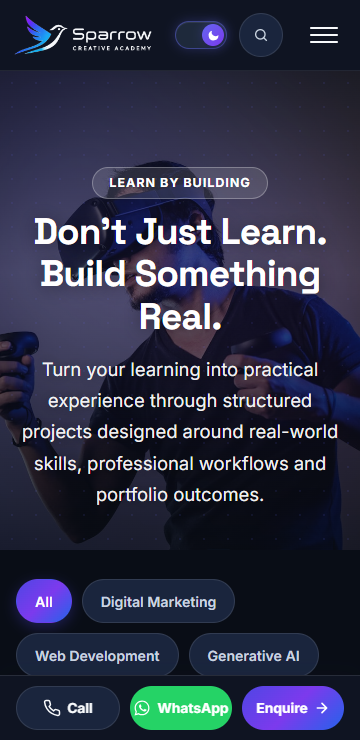 Sparrow
CREATIVE ACADEMY
LEARN BY BUILDING
Don’t Just Learn.
Build Something
Real.
Turn your learning into practical
experience through structured
projects designed around real-world
skills, professional workflows and
portfolio outcomes.
All
Digital Marketing
Web Development
Generative AI
Call
WhatsApp
Enquire